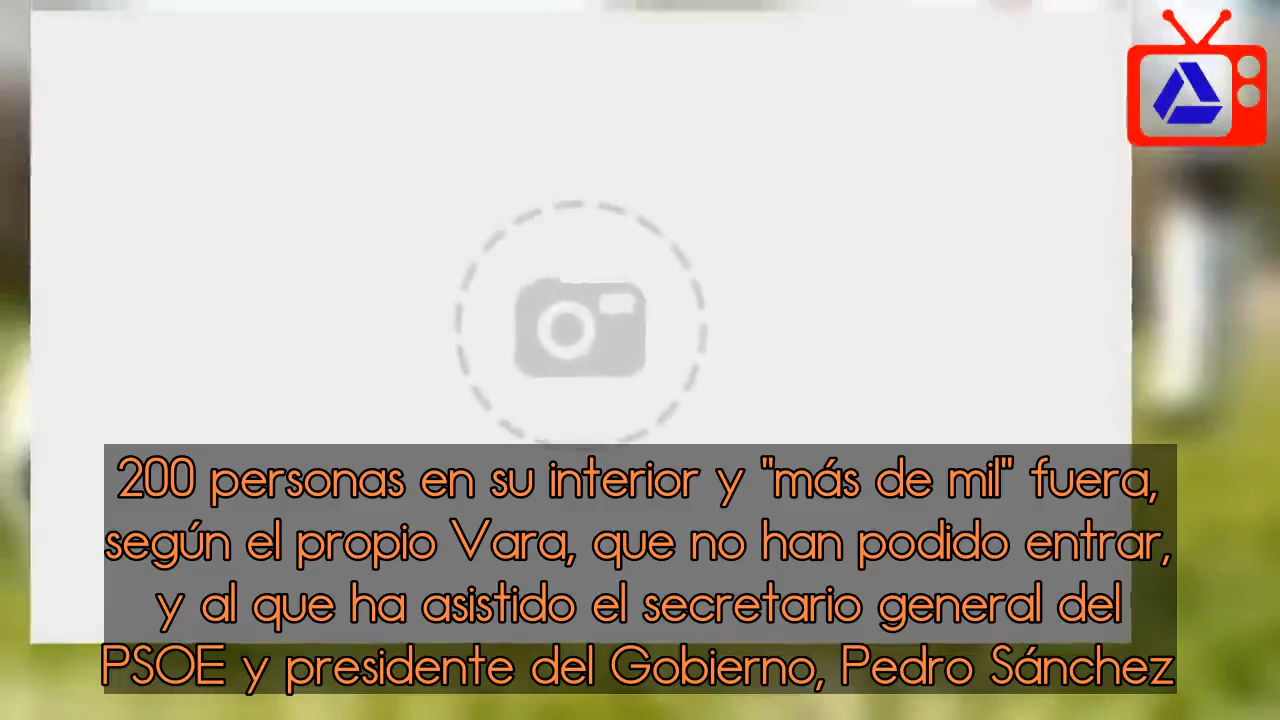 200 personas en su interior y "más de mil" fuera,
según el propio Vara, que no han podido entrar,
y al que ha asistido el secretario general del
PSOE y presidente del Gobierno, Pedro Sánchez